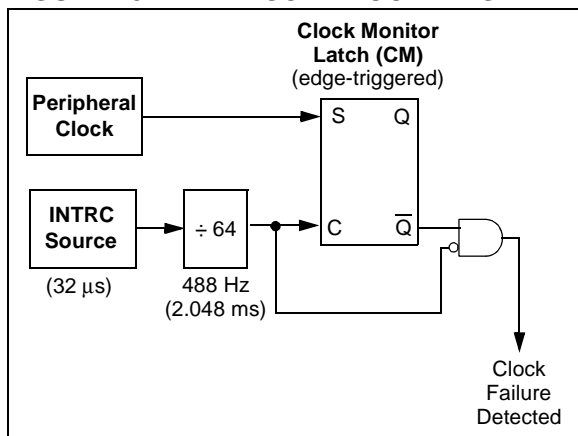 Clock Monitor
Latch (CM)
(edge-triggered)
Peripheral
Clock
S Q
INTRC
Source
÷ 64
C Q̅
(32 μs)
488 Hz
(2.048 ms)
Clock
Failure
Detected